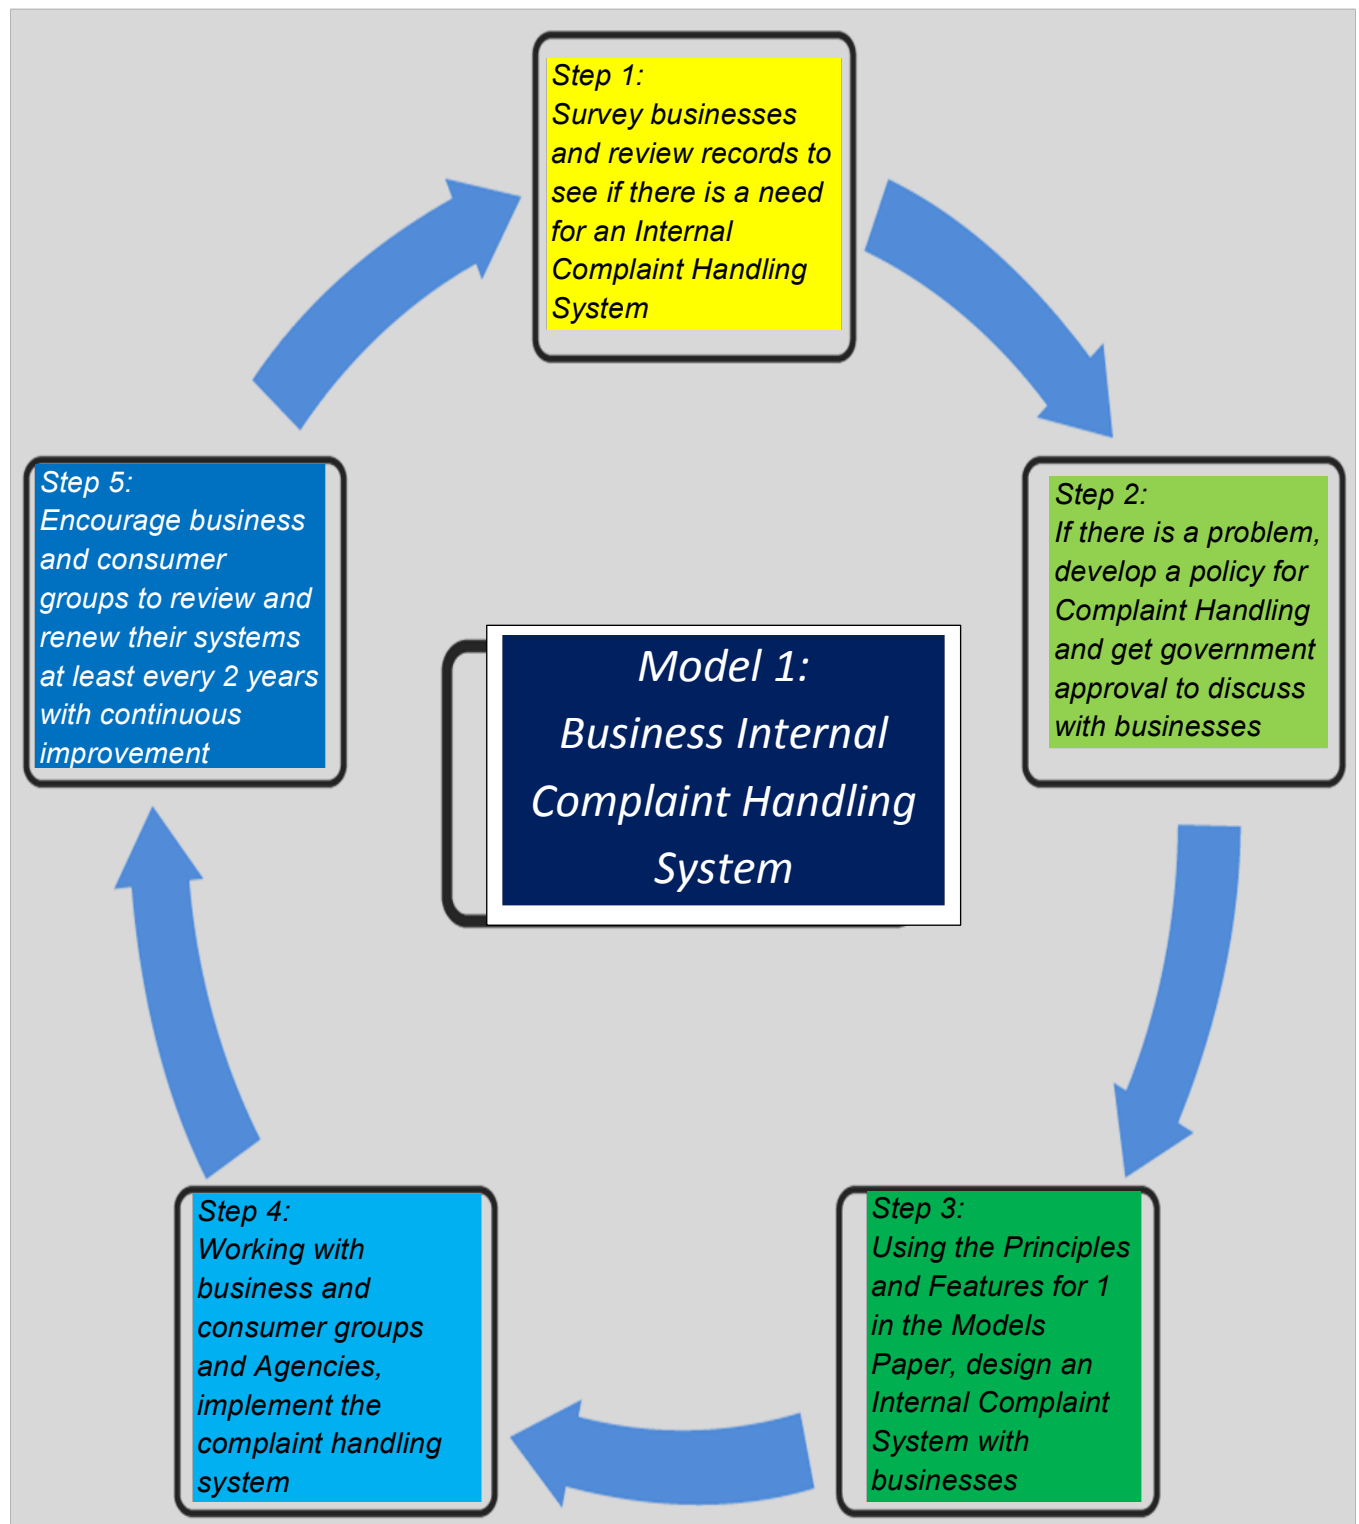 Step 1:
Survey businesses
and review records to
see if there is a need
for an Internal
Complaint Handling
System
Step 2:
If there is a problem,
develop a policy for
Complaint Handling
and get government
approval to discuss
with businesses
Step 3:
Using the Principles
and Features for 1
in the Models
Paper, design an
Internal Complaint
System with
businesses
Step 4:
Working with
business and
consumer groups
and Agencies,
implement the
complaint handling
system
Step 5:
Encourage business
and consumer
groups to review and
renew their systems
at least every 2 years
with continuous
improvement
Model 1:
Business Internal
Complaint Handling
System